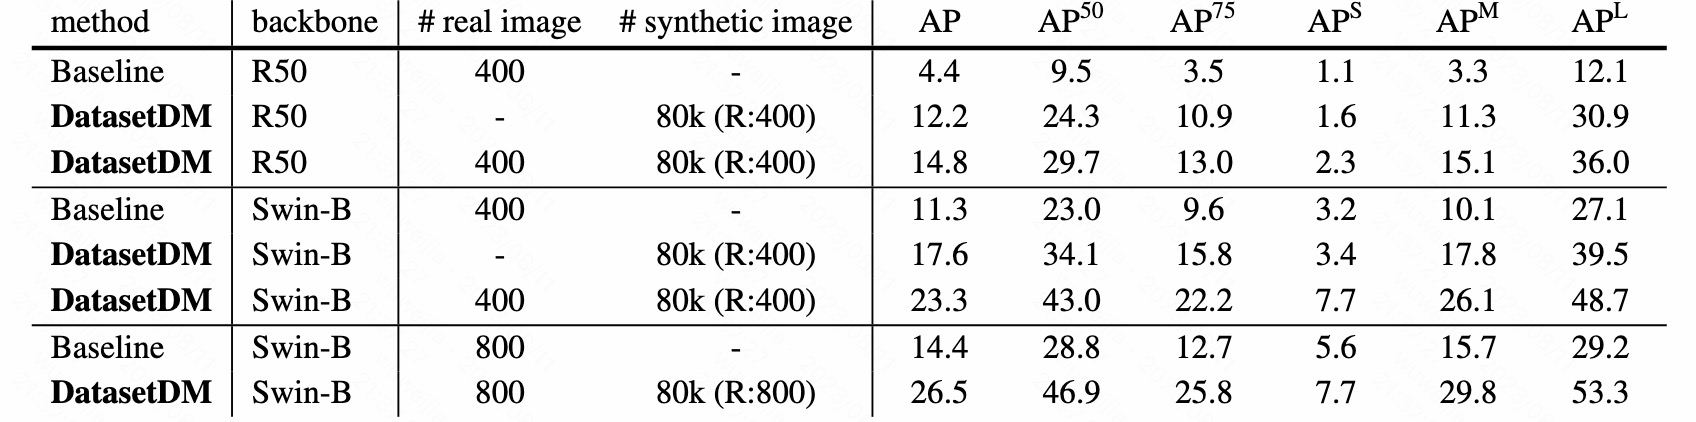 method backbone # real image # synthetic image AP AP50 AP75 APS APM APL
Baseline R50 400 - 4.4 9.5 3.5 1.1 3.3 12.1
DatasetDM R50 - 80k (R:400) 12.2 24.3 10.9 1.6 11.3 30.9
DatasetDM R50 400 80k (R:400) 14.8 29.7 13.0 2.3 15.1 36.0
Baseline Swin-B 400 - 11.3 23.0 9.6 3.2 10.1 27.1
DatasetDM Swin-B - 80k (R:400) 17.6 34.1 15.8 3.4 17.8 39.5
DatasetDM Swin-B 400 80k (R:400) 23.3 43.0 22.2 7.7 26.1 48.7
Baseline Swin-B 800 - 14.4 28.8 12.7 5.6 15.7 29.2
DatasetDM Swin-B 800 80k (R:800) 26.5 46.9 25.8 7.7 29.8 53.3